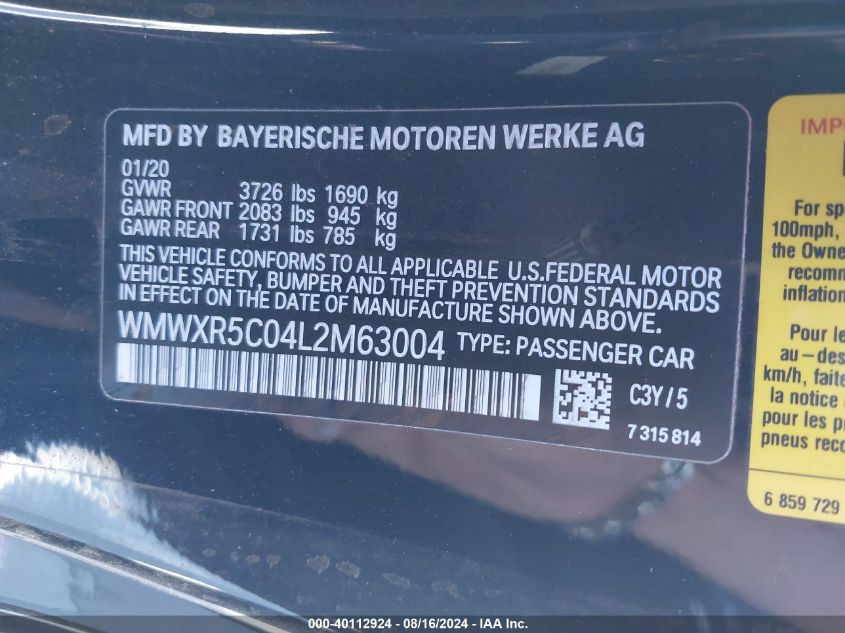 MFD BY BAYERISCHE MOTOREN WERKE AG
01/20
GVWR 3726 lbs 1690 kg
GAWR FRONT 2083 lbs 945 kg
GAWR REAR 1731 lbs 785 kg
THIS VEHICLE CONFORMS TO ALL APPLICABLE U.S.FEDERAL MOTOR
VEHICLE SAFETY, BUMPER AND THEFT PREVENTION STANDARDS
IN EFFECT ON THE DATE OF MANUFACTURE SHOWN ABOVE.
WMWXR5C04L2M63004 TYPE: PASSENGER CAR
C3Y/5
7 315 814
IMPO
For sp
100mph,
the Owne
recomm
inflation
Pour le
au-des
km/h, faite
la notice
pour les p
pneus reco
6 859 729
000-40112924 - 08/16/2024 - IAA Inc.